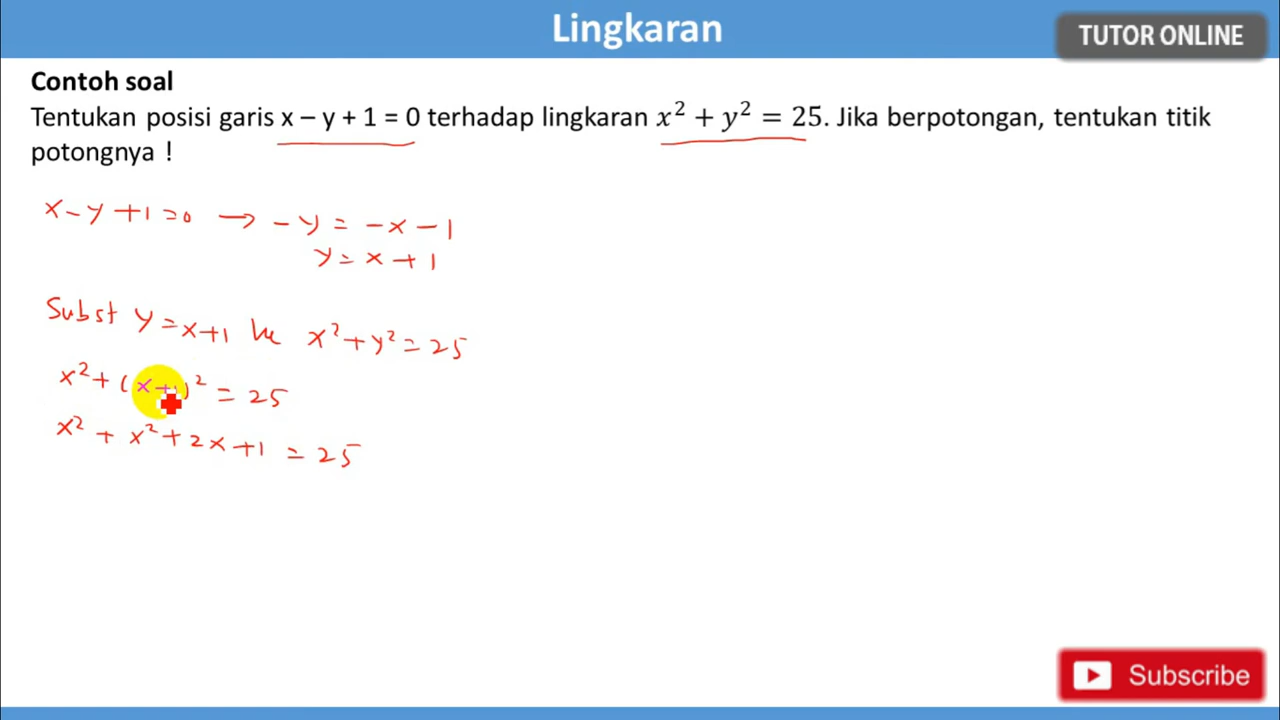 Lingkaran
TUTOR ONLINE
Contoh soal
Tentukan posisi garis x – y + 1 = 0 terhadap lingkaran x² + y² = 25. Jika berpotongan, tentukan titik
potongnya !
x – y + 1 = 0 → – y = – x – 1
y = x + 1
Subst y = x+1 ke x² + y² = 25
x² + (x+1)² = 25
x² + x² + 2x + 1 = 25
Subscribe